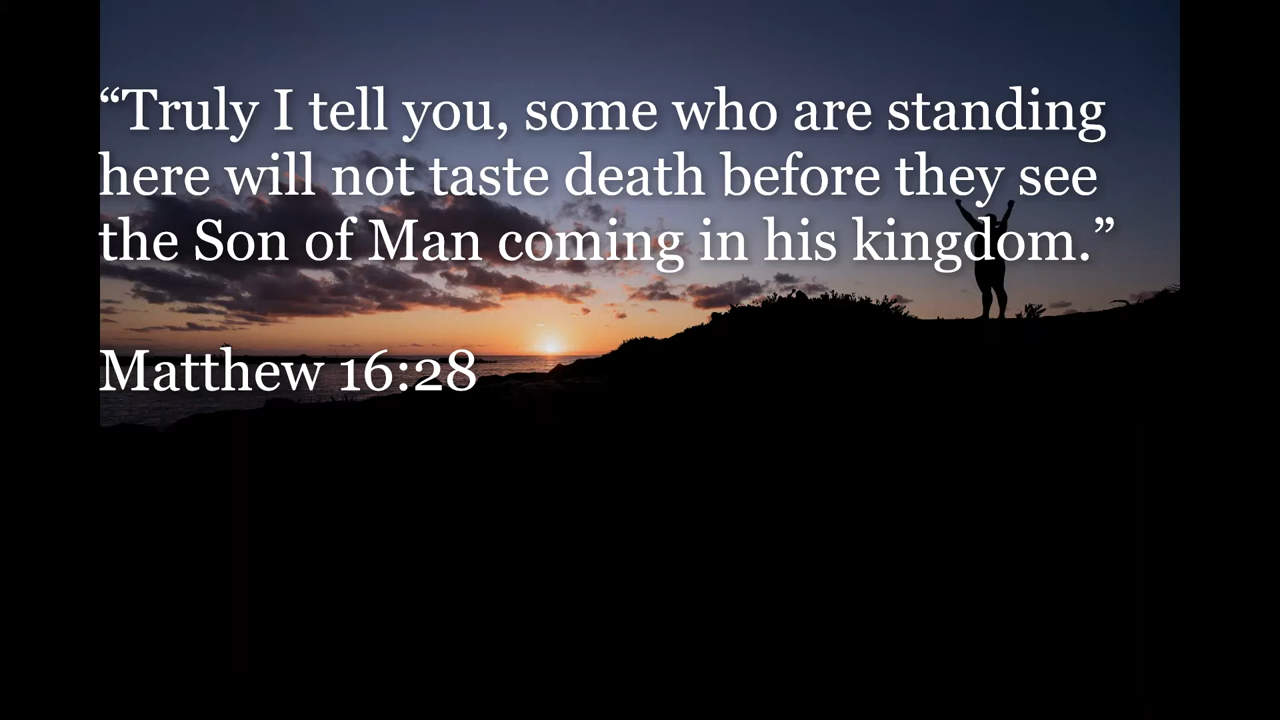 “Truly I tell you, some who are standing
here will not taste death before they see
the Son of Man coming in his kingdom.”
Matthew 16:28